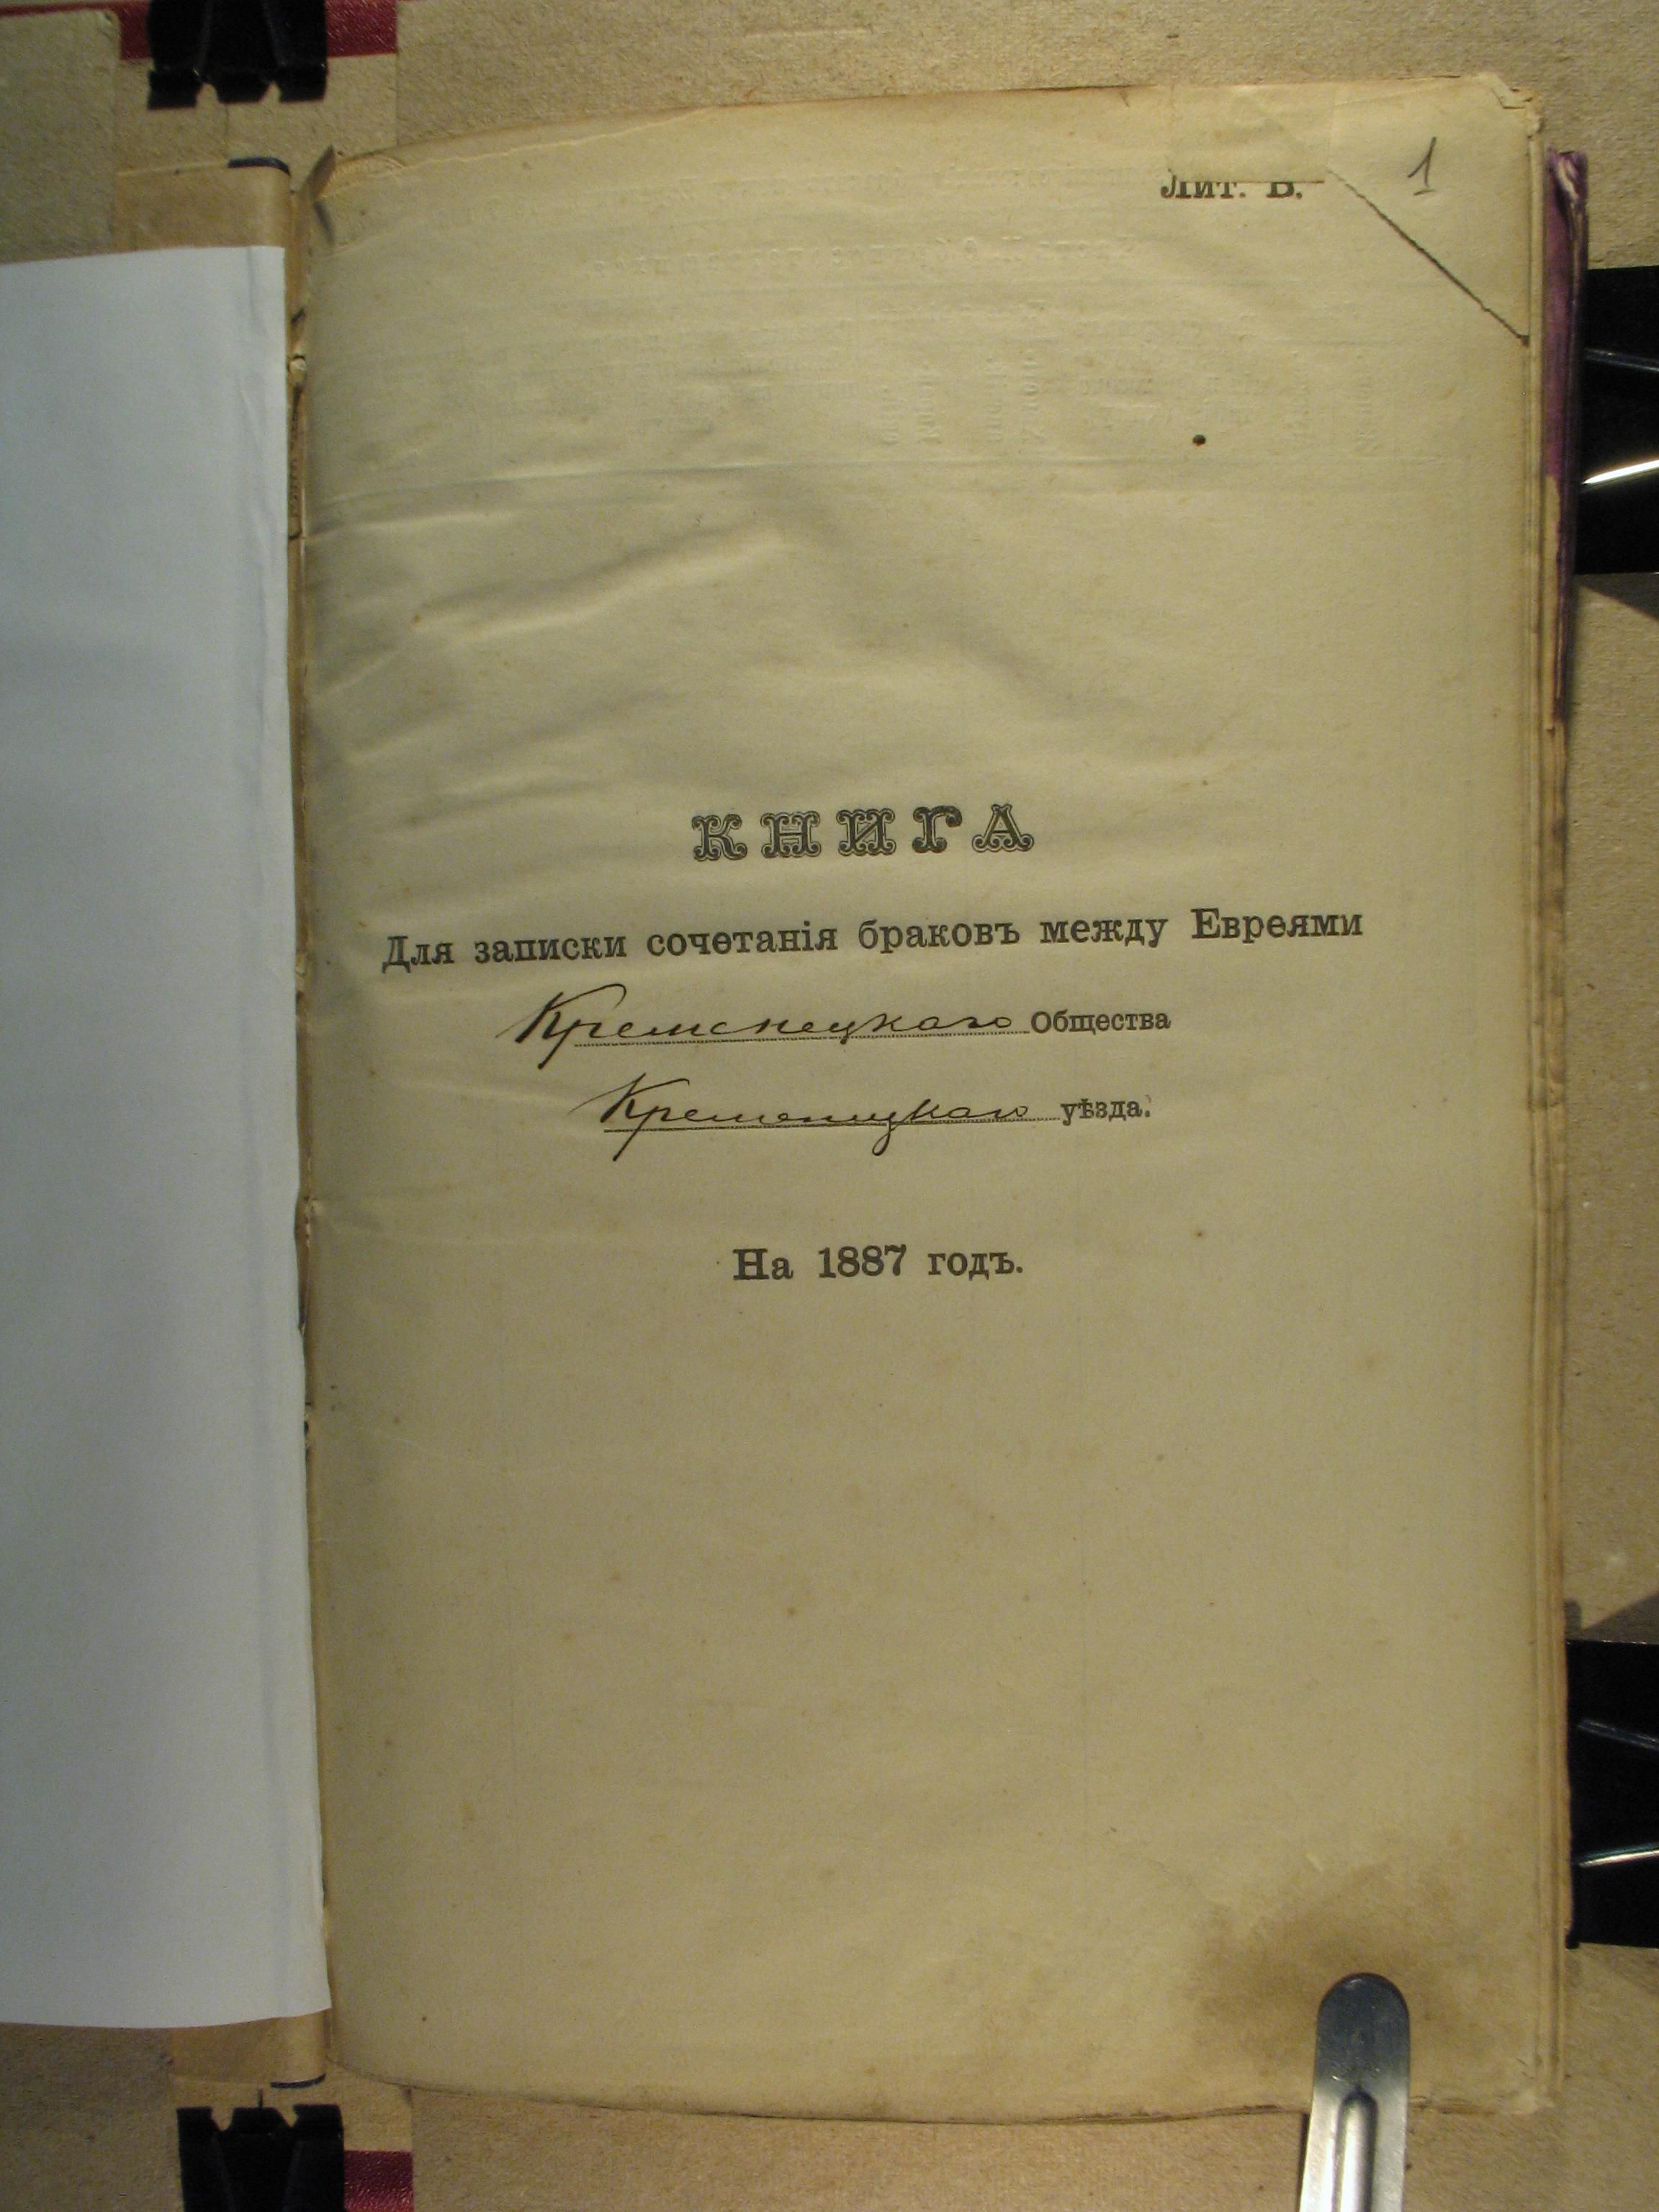 1
Лит. В.
КНИГА
Для записки сочетанія браковъ между Евреями
Кременецкаго Общества
Кременецкаго уѣзда.
На 1887 годъ.